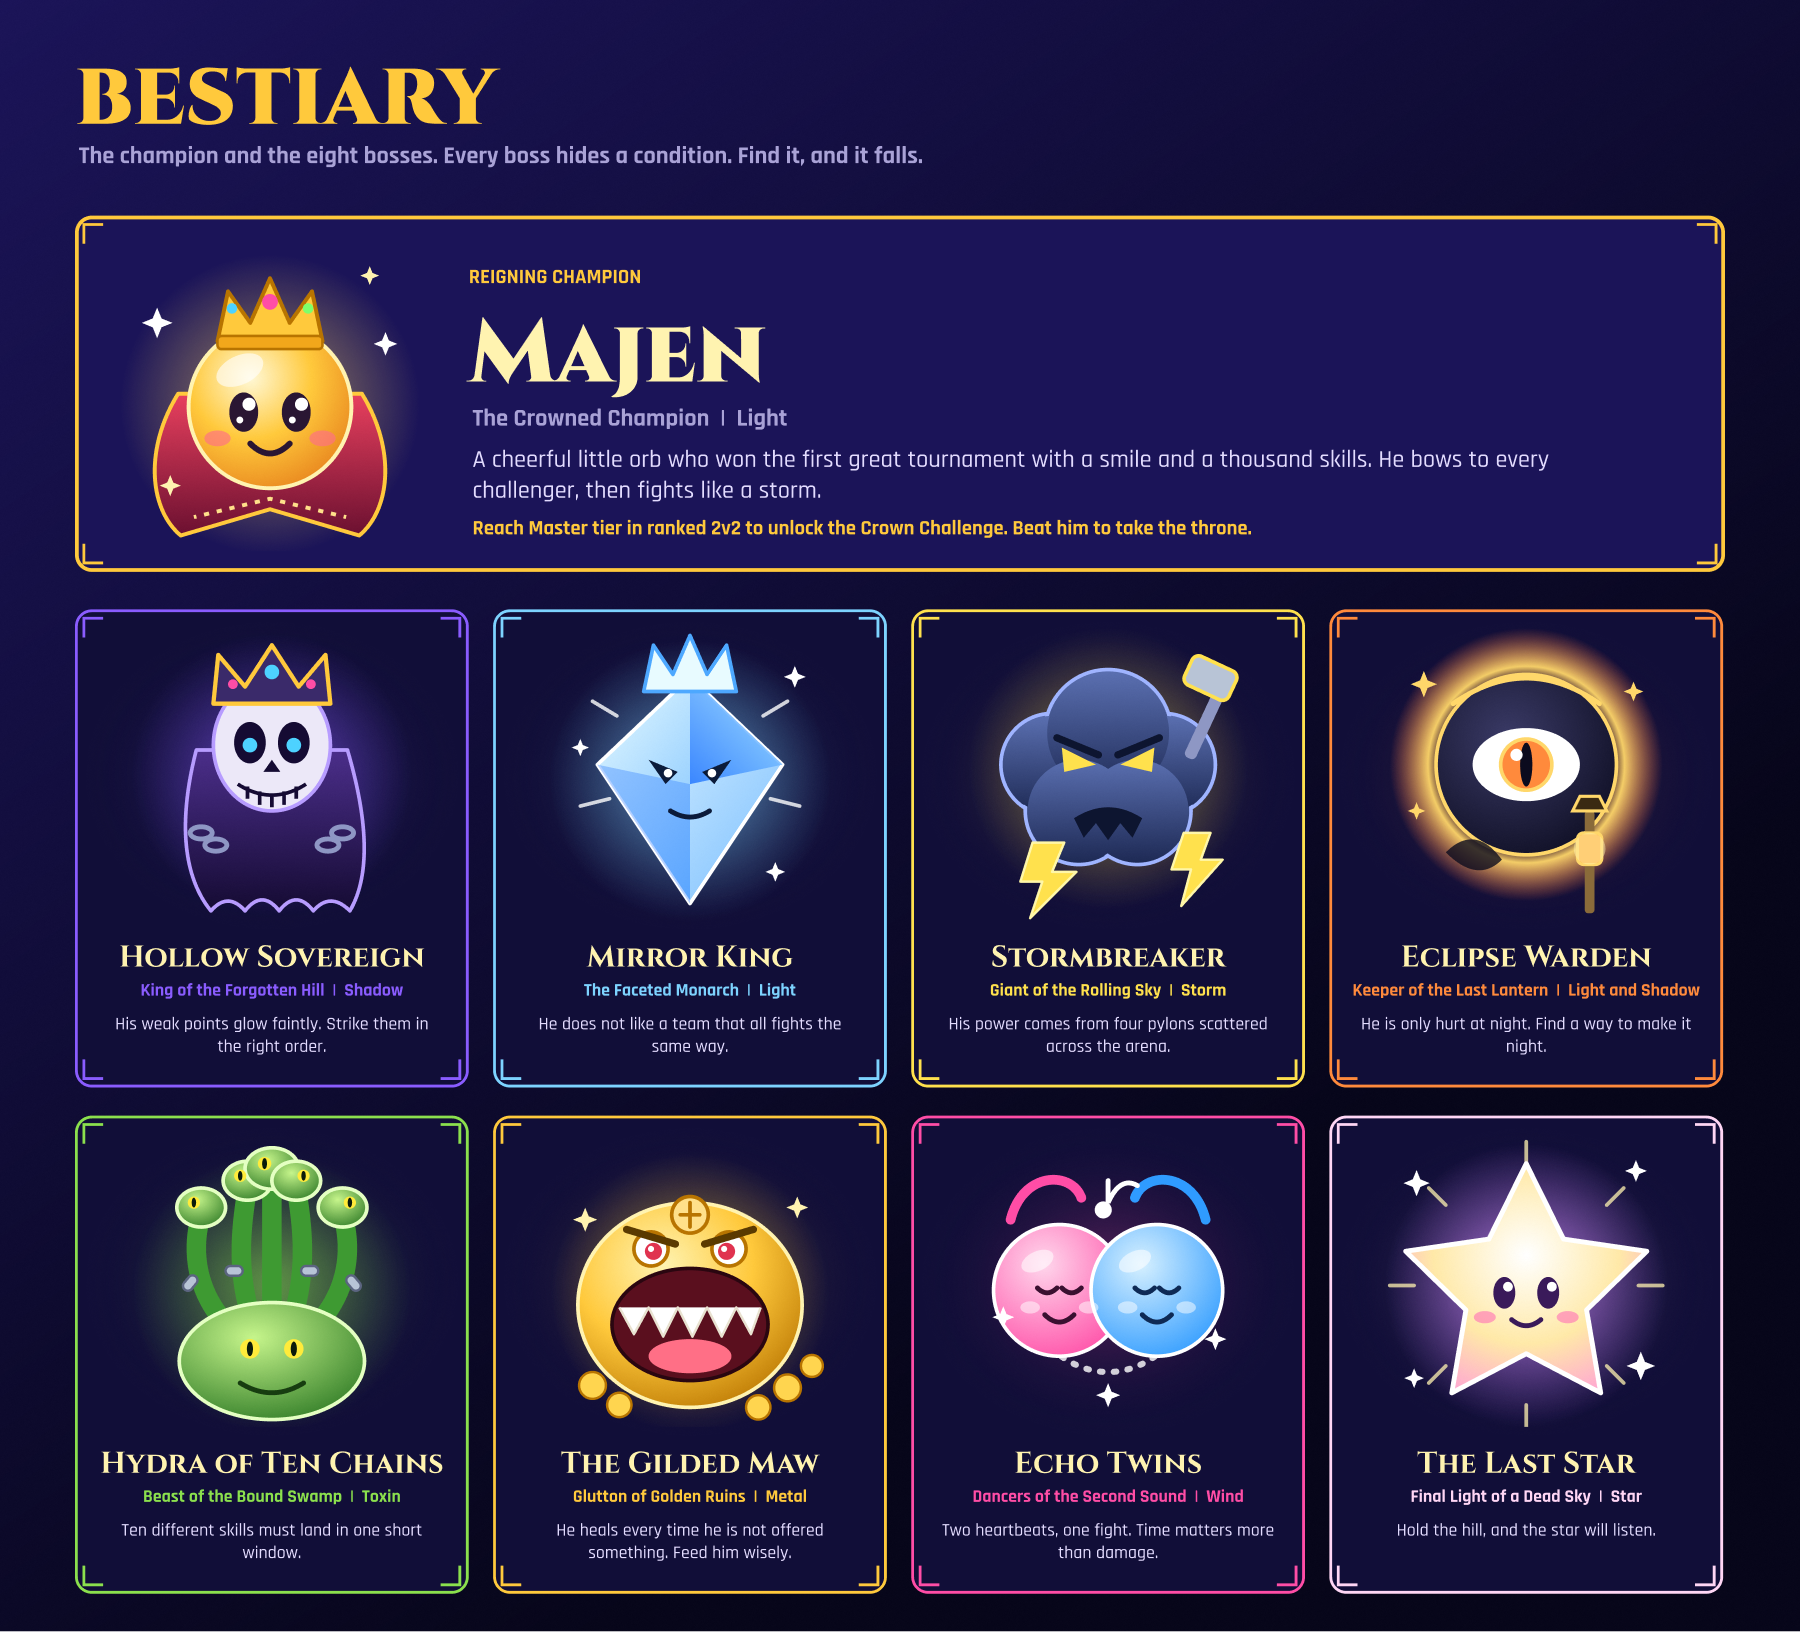 BESTIARY
The champion and the eight bosses. Every boss hides a condition. Find it, and it falls.
REIGNING CHAMPION
Majen
The Crowned Champion | Light
A cheerful little orb who won the first great tournament with a smile and a thousand skills. He bows to every
challenger, then fights like a storm.
Reach Master tier in ranked 2v2 to unlock the Crown Challenge. Beat him to take the throne.
Hollow Sovereign
King of the Forgotten Hill | Shadow
His weak points glow faintly. Strike them in
the right order.
Mirror King
The Faceted Monarch | Light
He does not like a team that all fights the
same way.
Stormbreaker
Giant of the Rolling Sky | Storm
His power comes from four pylons scattered
across the arena.
Eclipse Warden
Keeper of the Last Lantern | Light and Shadow
He is only hurt at night. Find a way to make it
night.
Hydra of Ten Chains
Beast of the Bound Swamp | Toxin
Ten different skills must land in one short
window.
The Gilded Maw
Glutton of Golden Ruins | Metal
He heals every time he is not offered
something. Feed him wisely.
Echo Twins
Dancers of the Second Sound | Wind
Two heartbeats, one fight. Time matters more
than damage.
The Last Star
Final Light of a Dead Sky | Star
Hold the hill, and the star will listen.